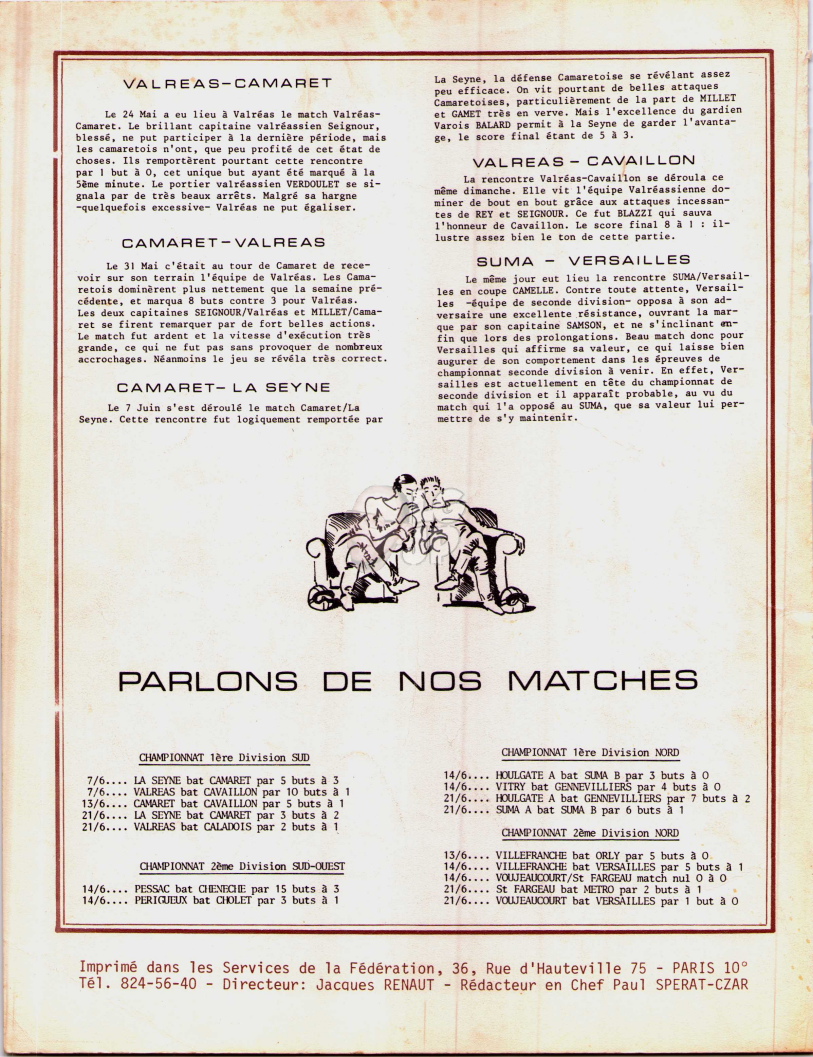 VALREAS-CAMARET
Le 24 Mai a eu lieu à Valréas le match Valréas-
Camaret. Le brillant capitaine valréassien Seignour,
blessé, ne put participer à la dernière période, mais
les camaretois n'ont, que peu profité de cet état de
choses. Ils remportèrent pourtant cette rencontre
par 1 but à 0, cet unique but ayant été marqué à la
5ème minute. Le portier valréassien VERDOULET se si-
gnala par de très beaux arrêts. Malgré sa hargne
-quelquefois excessive- Valréas ne put égaliser.
CAMARET-VALREAS
Le 31 Mai c'était au tour de Camaret de rece-
voir sur son terrain l'équipe de Valréas. Les Cama-
retois dominèrent plus nettement que la semaine pré-
cédente, et marqua 8 buts contre 3 pour Valréas.
Les deux capitaines SEIGNOUR/Valréas et MILLET/Cama-
ret se firent remarquer par de fort belles actions.
Le match fut ardent et la vitesse d'exécution très
grande, ce qui ne fut pas sans provoquer de nombreux
accrochages. Néanmoins le jeu se révéla très correct.
CAMARET- LA SEYNE
Le 7 Juin s'est déroulé le match Camaret/La
Seyne. Cette rencontre fut logiquement remportée par
La Seyne, la défense Camaretoise se révélant assez
peu efficace. On vit pourtant de belles attaques
Camaretoises, particulièrement de la part de MILLET
et GAMET très en verve. Mais l'excellence du gardien
Varois BALARD permit à la Seyne de garder l'avanta-
ge, le score final étant de 5 à 3.
VALREAS - CAVAILLON
La rencontre Valréas-Cavaillon se déroula ce
même dimanche. Elle vit l'équipe Valréassienne do-
miner de bout en bout grâce aux attaques incessan-
tes de REY et SEIGNOUR. Ce fut BLAZZI qui sauva
l'honneur de Cavaillon. Le score final 8 à 1 : il-
lustre assez bien le ton de cette partie.
SUMA - VERSAILLES
Le même jour eut lieu la rencontre SUMA/Versail-
les en coupe CAMELLE. Contre toute attente, Versail-
les -équipe de seconde division- opposa à son ad-
versaire une excellente résistance, ouvrant la mar-
que par son capitaine SAMSON, et ne s'inclinant en-
fin que lors des prolongations. Beau match donc pour
Versailles qui affirme sa valeur, ce qui laisse bien
augurer de son comportement dans les épreuves de
championnat seconde division à venir. En effet, Ver-
sailles est actuellement en tête du championnat de
seconde division et il apparaît probable, au vu du
match qui l'a opposé au SUMA, que sa valeur lui per-
mettre de s'y maintenir.
PARLONS DE NOS MATCHES
CHAMPIONNAT 1ère Division SUD
7/6.... LA SEYNE bat CAMARET par 5 buts à 3
7/6.... VALREAS bat CAVAILLON par 10 buts à 1
13/6.... CAMARET bat CAVAILLON par 5 buts à 1
21/6.... LA SEYNE bat CAMARET par 3 buts à 2
21/6.... VALREAS bat CALADOIS par 2 buts à 1
CHAMPIONNAT 2ème Division SUD-OUEST
14/6.... PESSAC bat CHENECHE par 15 buts à 3
14/6.... PERIGUEUX bat CHOLET par 3 buts à 1
CHAMPIONNAT 1ère Division NORD
14/6.... HOULGATE A bat SUMA B par 3 buts à 0
14/6.... VITRY bat GENNEVILLIERS par 4 buts à 0
21/6.... HOULGATE A bat GENNEVILLIERS par 7 buts à 2
21/6.... SUMA A bat SUMA B par 6 buts à 1
CHAMPIONNAT 2ème Division NORD
13/6.... VILLEFRANCHE bat ORLY par 5 buts à 0
14/6.... VILLEFRANCHE bat VERSAILLES par 5 buts à 1
14/6.... VOUJEAUCOURT/St FARGEAU match nul 0 à 0
21/6.... St FARGEAU bat METRO par 2 buts à 1
21/6.... VOUJEAUCOURT bat VERSAILLES par 1 but à 0
Imprimé dans les Services de la Fédération, 36, Rue d'Hauteville 75 - PARIS 10°
Tél. 824-56-40 - Directeur: Jacques RENAUT - Rédacteur en Chef Paul SPERAT-CZAR